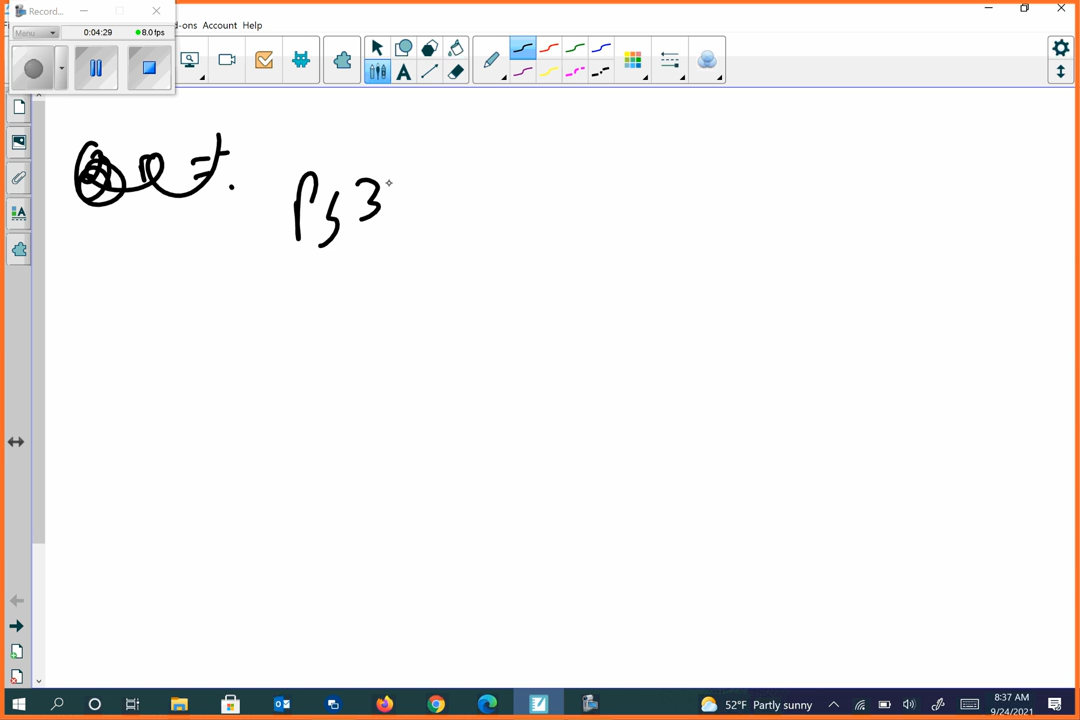 Record...
Menu 0:04:29 8.0 fps
d-ons Account Help
A
A
Pg 3
52°F Partly sunny
8:37 AM
9/24/2021